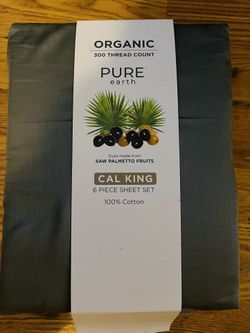 ORGANIC
300 THREAD COUNT
PURE
earth
Dyes made from
SAW PALMETTO FRUITS
CAL KING
6 PIECE SHEET SET
100% Cotton